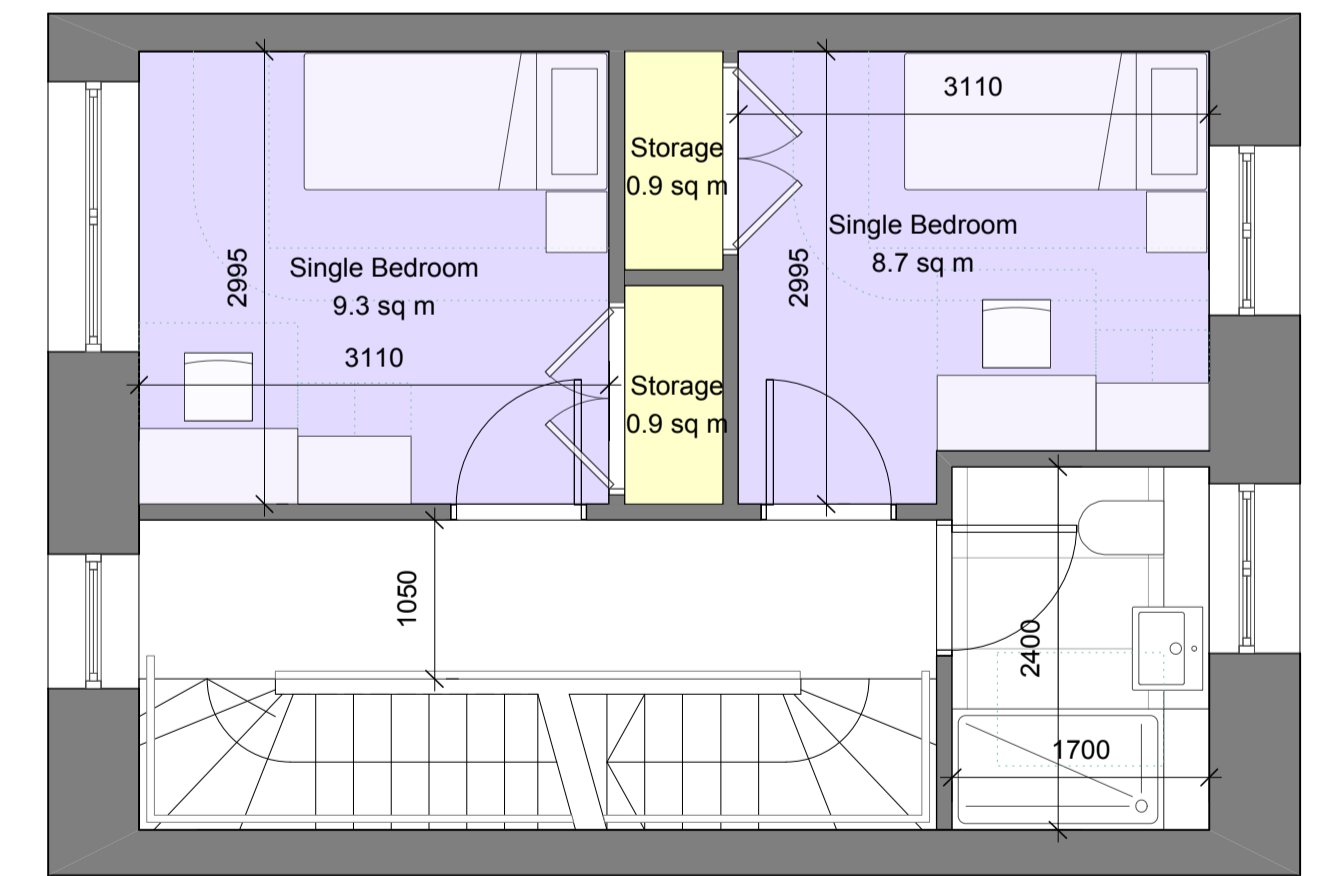 3110
Storage
0.9 sq m
Single Bedroom
8.7 sq m
2995
2995
Single Bedroom
9.3 sq m
3110
Storage
0.9 sq m
1050
2400
1700